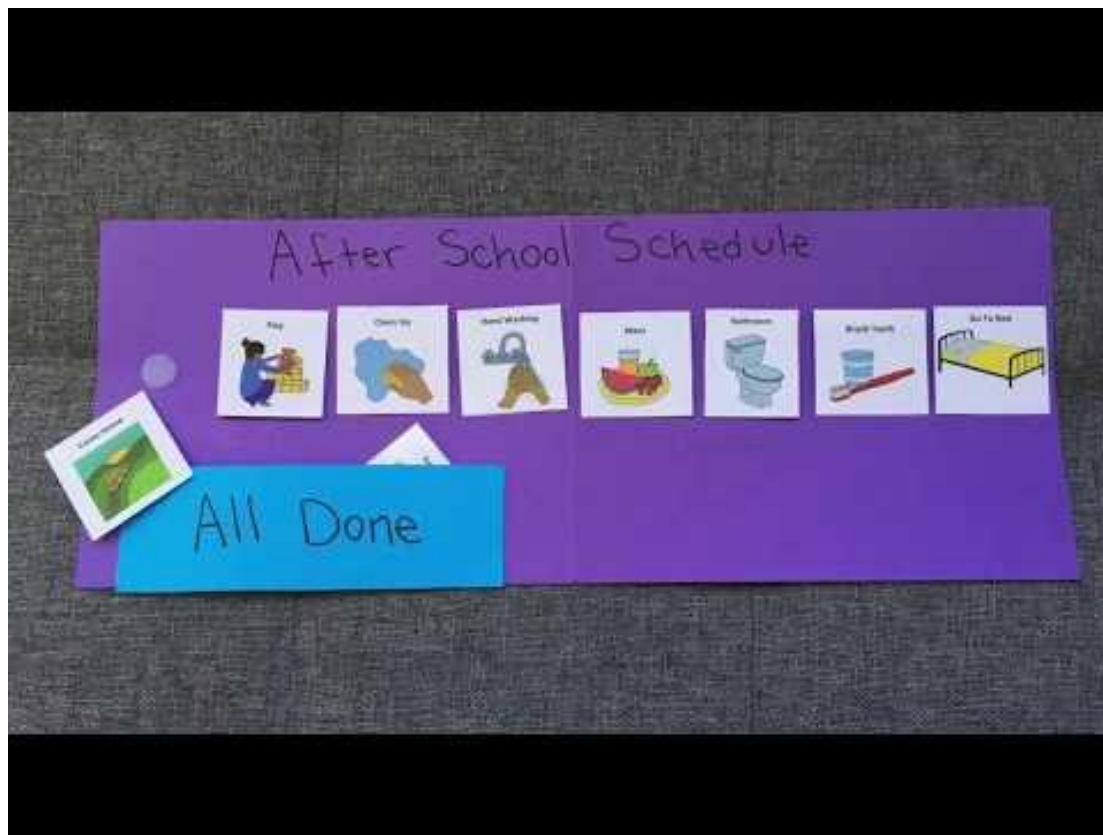 After School Schedule
Play
Clean Up
Hand Washing
Meal
Bathroom
Brush Teeth
Go To Bed
All Done